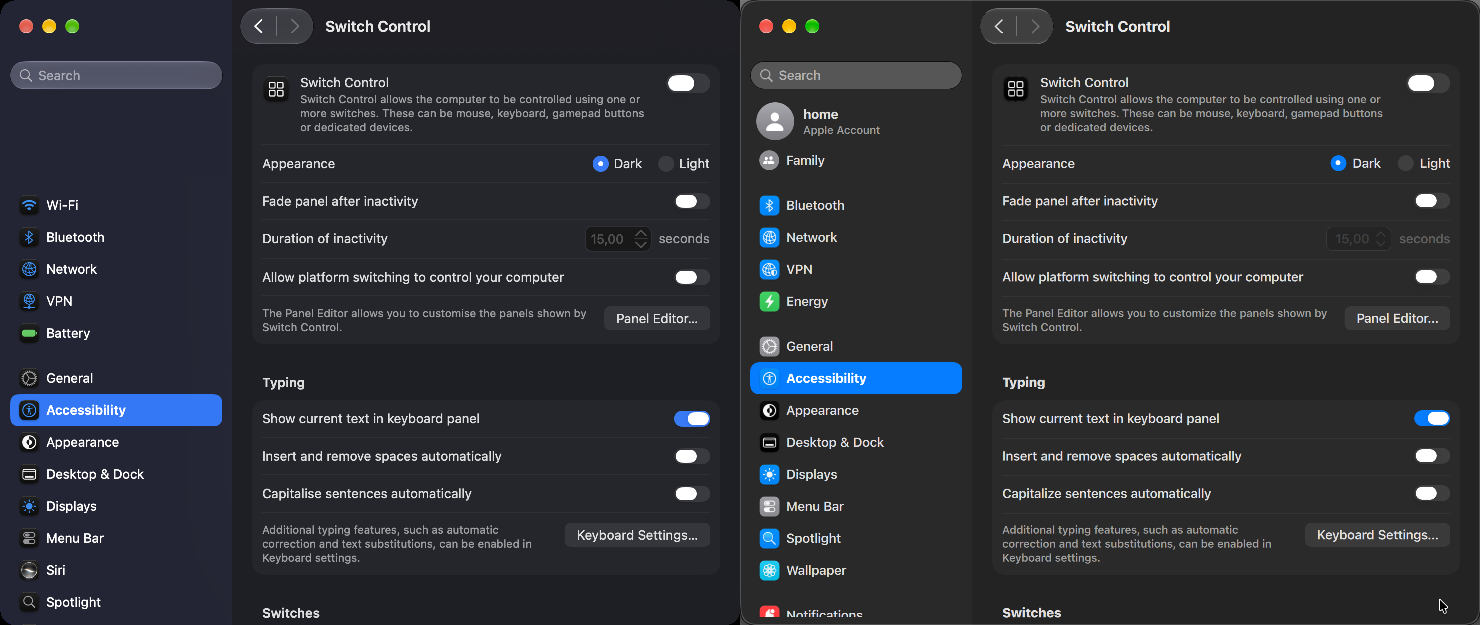 Switch Control
Search
Wi-Fi
Bluetooth
Network
VPN
Battery
General
Accessibility
Appearance
Desktop & Dock
Displays
Menu Bar
Siri
Spotlight
Switch Control
Switch Control allows the computer to be controlled using one or
more switches. These can be mouse, keyboard, gamepad buttons
or dedicated devices.
Appearance
Dark
Light
Fade panel after inactivity
Duration of inactivity
15,00
seconds
Allow platform switching to control your computer
The Panel Editor allows you to customise the panels shown by
Switch Control.
Panel Editor...
Typing
Show current text in keyboard panel
Insert and remove spaces automatically
Capitalise sentences automatically
Additional typing features, such as automatic
correction and text substitutions, can be enabled in
Keyboard settings.
Keyboard Settings...
Switches
Switch Control
Search
home
Apple Account
Family
Bluetooth
Network
VPN
Energy
General
Accessibility
Appearance
Desktop & Dock
Displays
Menu Bar
Spotlight
Wallpaper
Notifications
Switch Control
Switch Control allows the computer to be controlled using one or
more switches. These can be mouse, keyboard, gamepad buttons
or dedicated devices.
Appearance
Dark
Light
Fade panel after inactivity
Duration of inactivity
15,00
seconds
Allow platform switching to control your computer
The Panel Editor allows you to customize the panels shown by
Switch Control.
Panel Editor...
Typing
Show current text in keyboard panel
Insert and remove spaces automatically
Capitalize sentences automatically
Additional typing features, such as automatic
correction and text substitutions, can be enabled in
Keyboard settings.
Keyboard Settings...
Switches